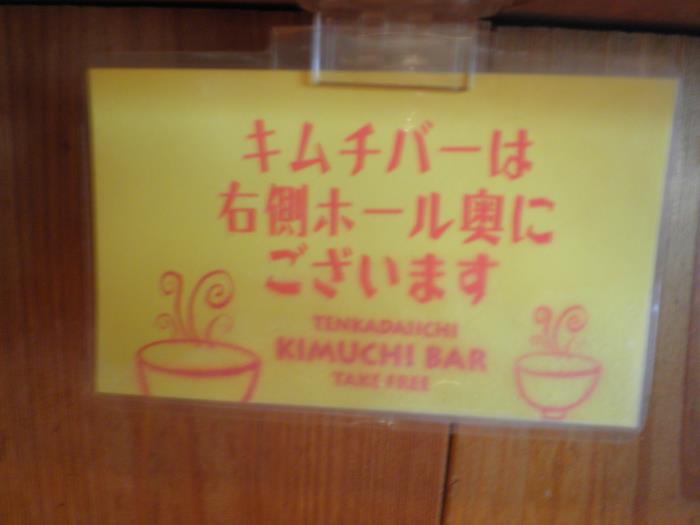 キムチバーは
右側ホール奥に
ございます
TENKADAIICHI
KIMUCHI BAR
TAKE FREE